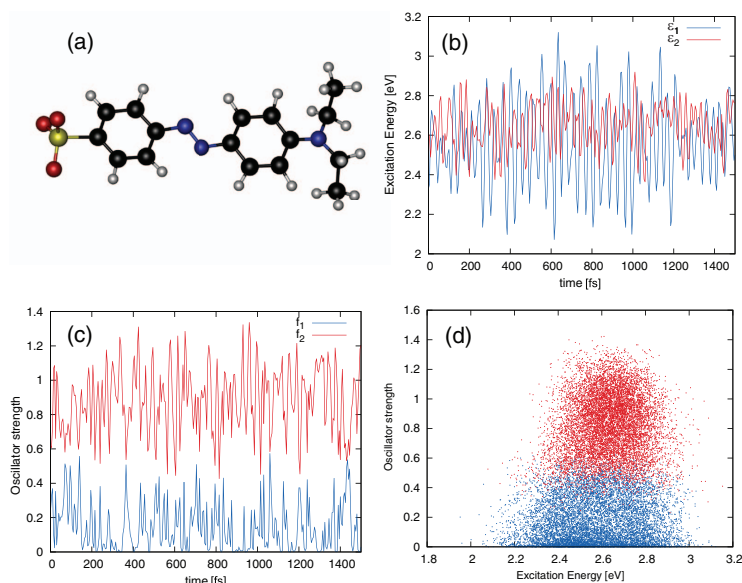 (a)
(b)
ε1
ε2
Excitation Energy [eV]
3.2
3
2.8
2.6
2.4
2.2
2
0 200 400 600 800 1000 1200 1400
time [fs]
(c)
f1
f2
Oscillator strength
1.4
1.2
1
0.8
0.6
0.4
0.2
0
0 200 400 600 800 1000 1200 1400
time [fs]
(d)
Oscillator strength
1.6
1.4
1.2
1
0.8
0.6
0.4
0.2
0
1.8 2 2.2 2.4 2.6 2.8 3 3.2
Excitation Energy [eV]